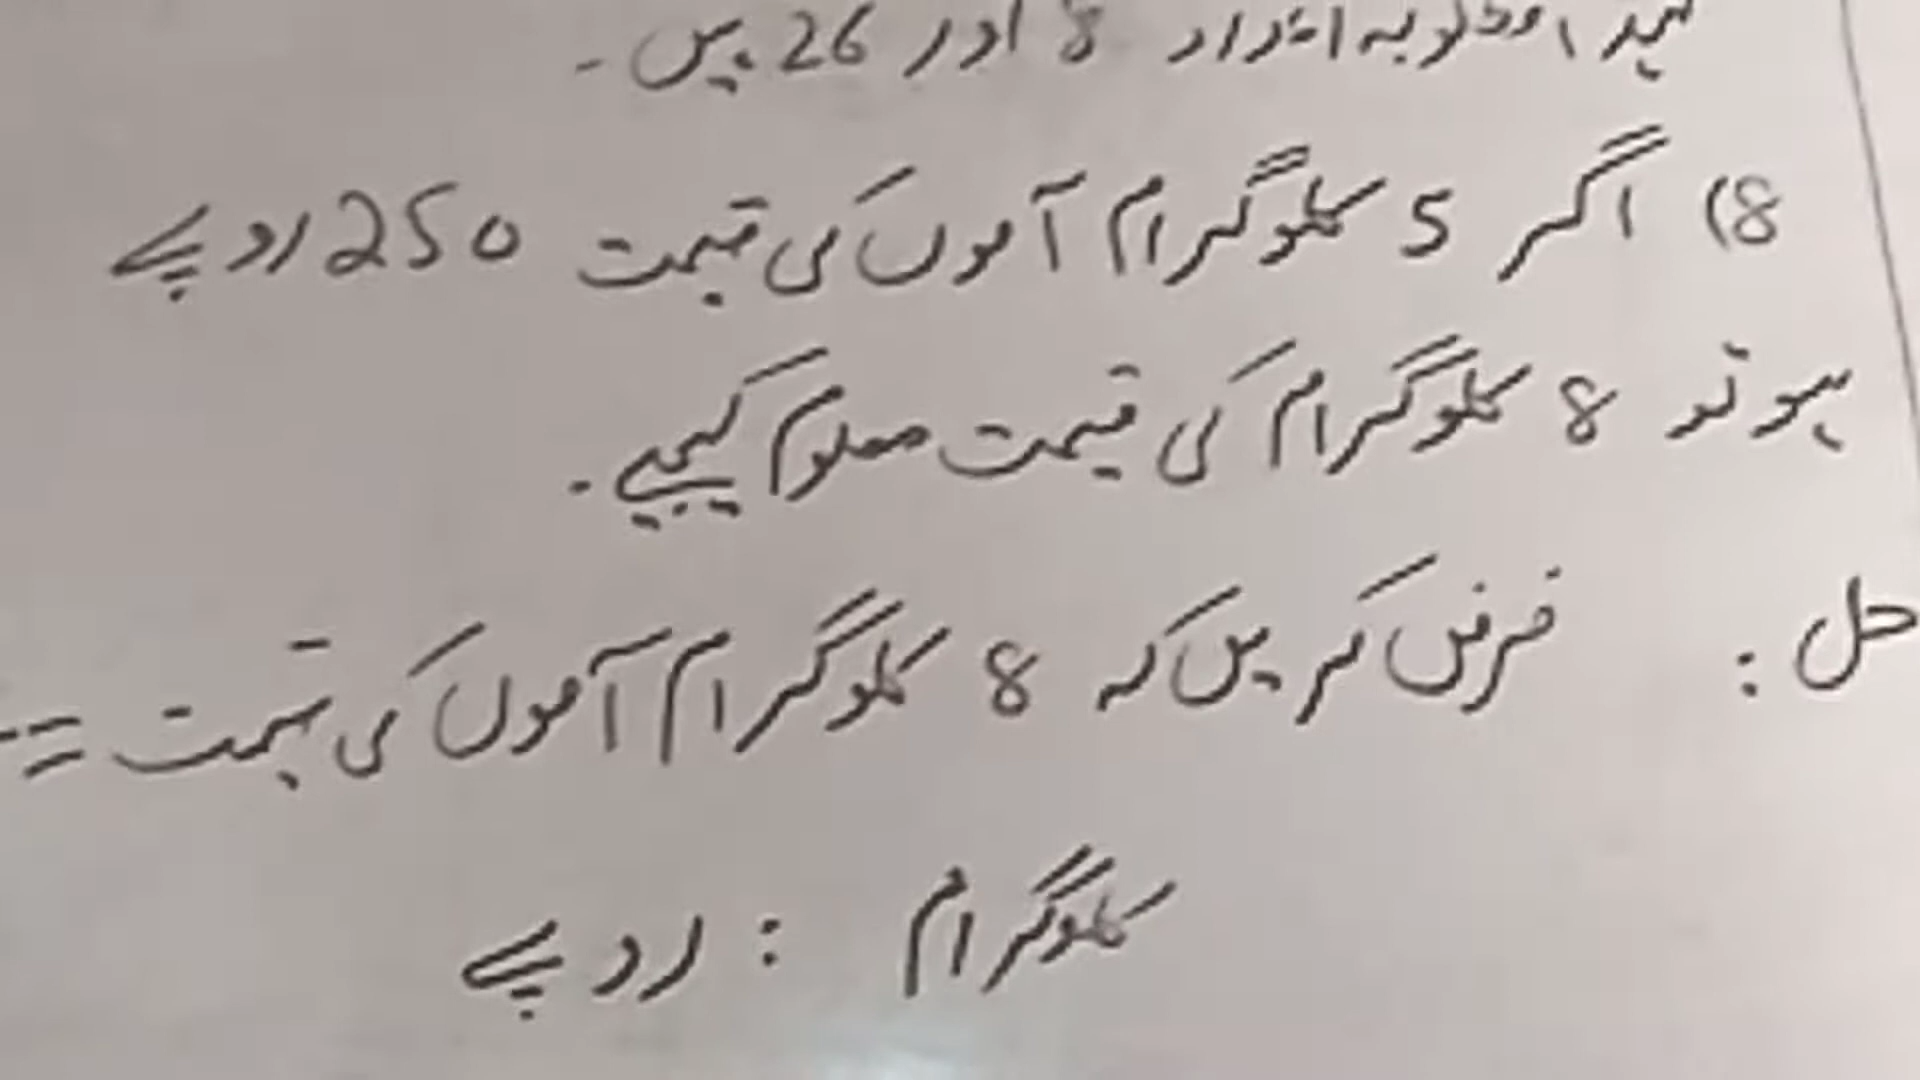 مطلوبہ اعداد 8 اور 26 ہیں۔
8) اگر 5 کلوگرام آموں کی قیمت 250 روپے
ہو تو 8 کلوگرام کی قیمت معلوم کیجیے۔
حل : فرض کریں کہ 8 کلوگرام آموں کی قیمت =
کلوگرام : روپے